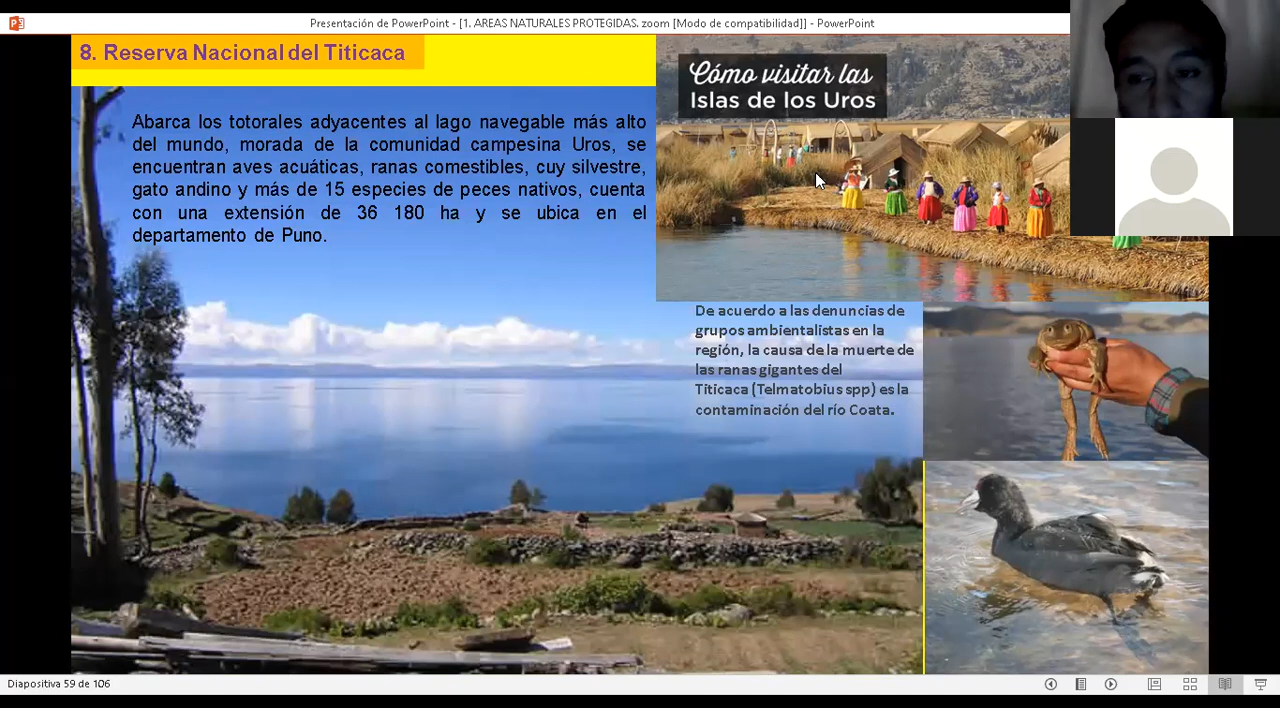 Presentación de PowerPoint - [1. AREAS NATURALES PROTEGIDAS. zoom [Modo de compatibilidad]] - PowerPoint
8. Reserva Nacional del Titicaca
Abarca los totorales adyacentes al lago navegable más alto
del mundo, morada de la comunidad campesina Uros, se
encuentran aves acuáticas, ranas comestibles, cuy silvestre,
gato andino y más de 15 especies de peces nativos, cuenta
con una extensión de 36 180 ha y se ubica en el
departamento de Puno.
Cómo visitar las
Islas de los Uros
De acuerdo a las denuncias de
grupos ambientalistas en la
región, la causa de la muerte de
las ranas gigantes del
Titicaca (Telmatobius spp) es la
contaminación del río Coata.
Diapositiva 59 de 106